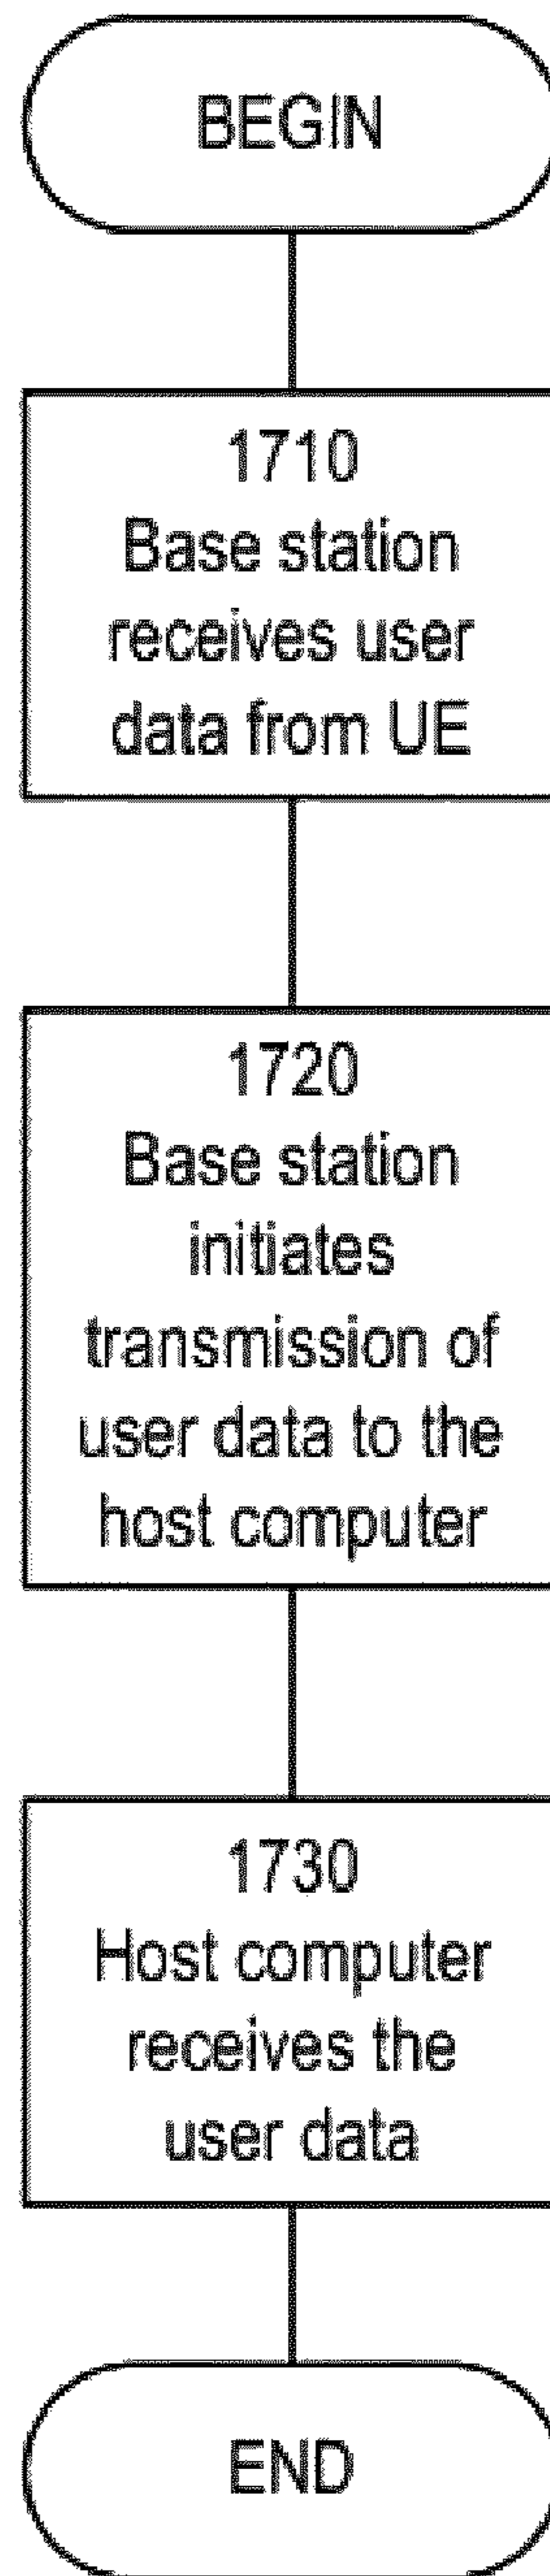 BEGIN
1710
Base station
receives user
data from UE
1720
Base station
initiates
transmission of
user data to the
host computer
1730
Host computer
receives the
user data
END